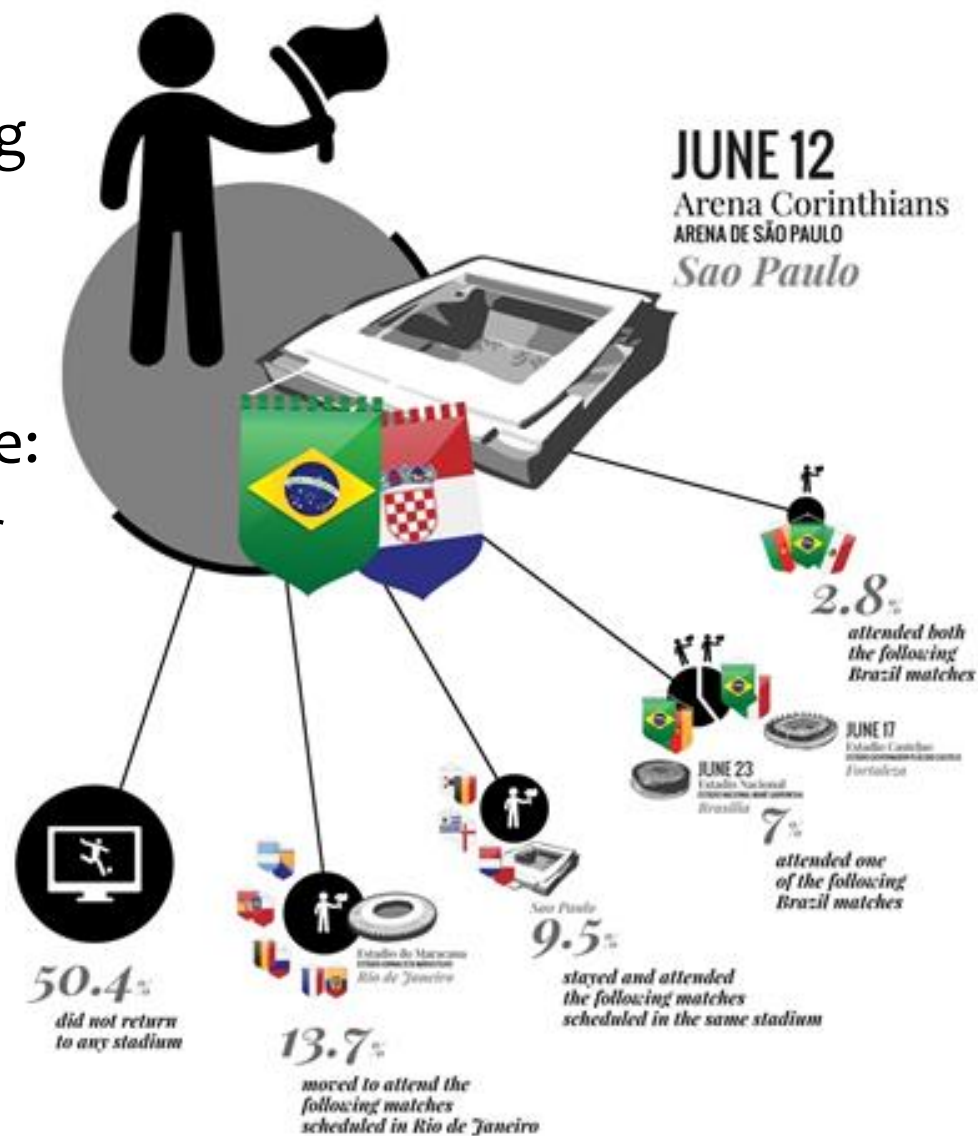 g
e:
JUNE 12
Arena Corinthians
ARENA DE SÃO PAULO
Sao Paulo
2.8%
attended both
the following
Brazil matches
JUNE 17
Estadio Castelao
Fortaleza
JUNE 23
Estadio Nacional
Brasilia
7%
attended one
of the following
Brazil matches
Sao Paulo
9.5%
stayed and attended
the following matches
scheduled in the same stadium
Estadio do Maracana
Rio de Janeiro
13.7%
moved to attend the
following matches
scheduled in Rio de Janeiro
50.4%
did not return
to any stadium